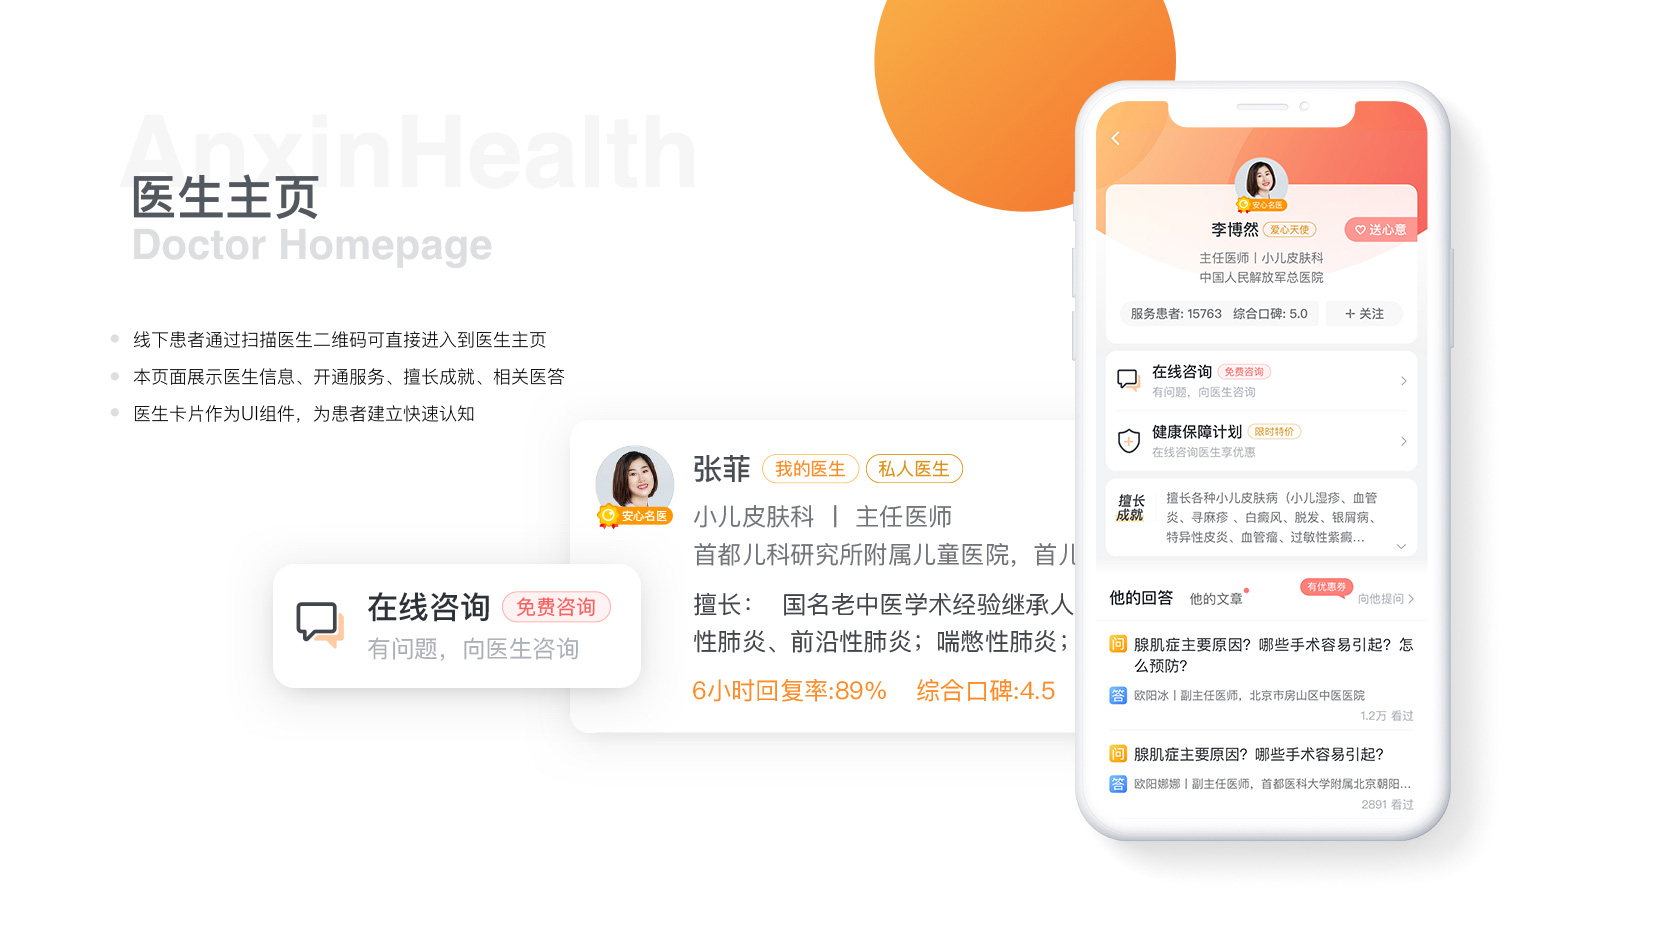 AnxinHealth
医生主页
Doctor Homepage
线下患者通过扫描医生二维码可直接进入到医生主页
本页面展示医生信息、开通服务、擅长成就、相关医答
医生卡片作为UI组件，为患者建立快速认知
在线咨询 免费咨询
有问题，向医生咨询
安心名医
张菲 我的医生 私人医生
小儿皮肤科 丨 主任医师
首都儿科研究所附属儿童医院，首儿
擅长： 国名老中医学术经验继承人
性肺炎、前沿性肺炎；喘憋性肺炎；
6小时回复率:89% 综合口碑:4.5
安心名医
李博然 爱心天使 送心意
主任医师丨小儿皮肤科
中国人民解放军总医院
服务患者: 15763 综合口碑: 5.0 + 关注
在线咨询 免费咨询
有问题，向医生咨询
健康保障计划 限时特价
在线咨询医生享优惠
擅长成就
擅长各种小儿皮肤病（小儿湿疹、血管
炎、寻麻疹 、白癜风、脱发、银屑病、
特异性皮炎、血管瘤、过敏性紫癜...
有优惠券
他的回答 他的文章 向他提问
问 腺肌症主要原因？哪些手术容易引起？怎
么预防?
答 欧阳冰丨副主任医师，北京市房山区中医医院
1.2万 看过
问 腺肌症主要原因？哪些手术容易引起?
答 欧阳娜娜丨副主任医师，首都医科大学附属北京朝阳...
2891 看过